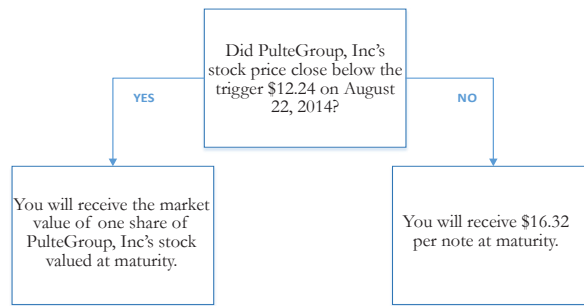 Did PulteGroup, Inc's
stock price close below the
trigger $12.24 on August
22, 2014?
YES
NO
You will receive the market
value of one share of
PulteGroup, Inc's stock
valued at maturity.
You will receive $16.32
per note at maturity.